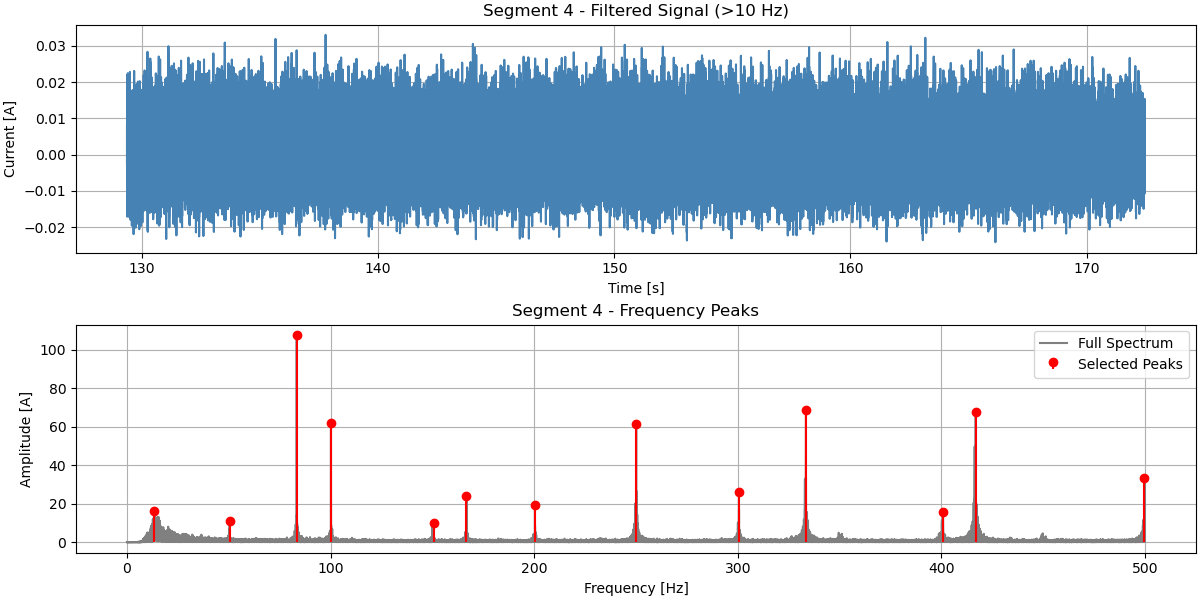 Segment 4 - Filtered Signal (>10 Hz)
Current [A]
0.03
0.02
0.01
0.00
−0.01
−0.02
130
140
150
160
170
Time [s]
Segment 4 - Frequency Peaks
Amplitude [A]
100
80
60
40
20
0
Full Spectrum
Selected Peaks
0
100
200
300
400
500
Frequency [Hz]